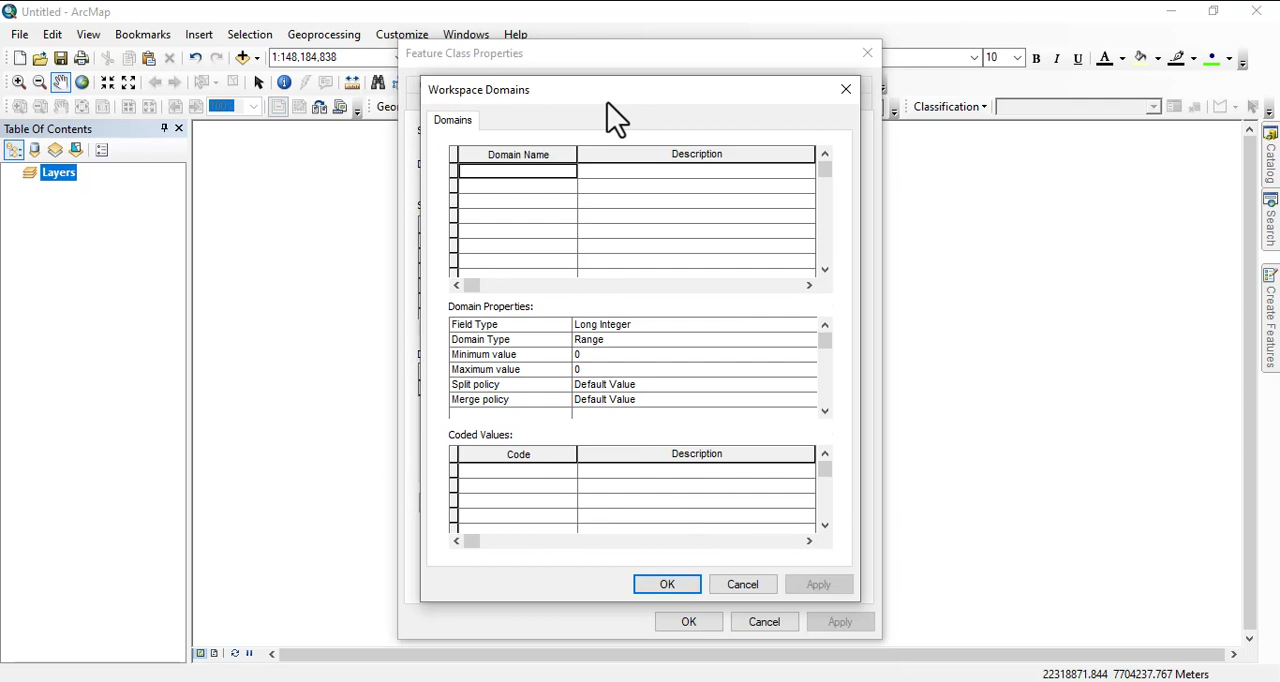 Untitled - ArcMap
File Edit View Bookmarks Insert Selection Geoprocessing Customize Windows Help
1:148,184,838 10 B I U A
Feature Class Properties
Workspace Domains
Classification
Table Of Contents
Domains
Layers
Domain Name Description
Catalog
Search
Create Features
Domain Properties:
Field Type Long Integer
Domain Type Range
Minimum value 0
Maximum value 0
Split policy Default Value
Merge policy Default Value
Coded Values:
Code Description
OK Cancel Apply
OK Cancel Apply
22318871.844 7704237.767 Meters